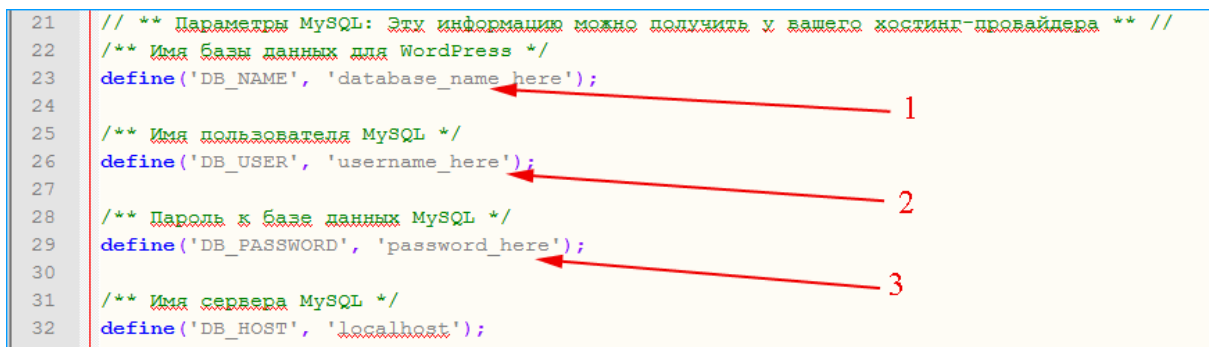 21 // ** Параметры MySQL: Эту информацию можно получить у вашего хостинг-провайдера ** //
22 /** Имя базы данных для WordPress */
23 define('DB_NAME', 'database_name_here');
1
24
25 /** Имя пользователя MySQL */
26 define('DB_USER', 'username_here');
27
2
28 /** Пароль к базе данных MySQL */
29 define('DB_PASSWORD', 'password_here');
30
3
31 /** Имя сервера MySQL */
32 define('DB_HOST', 'localhost');